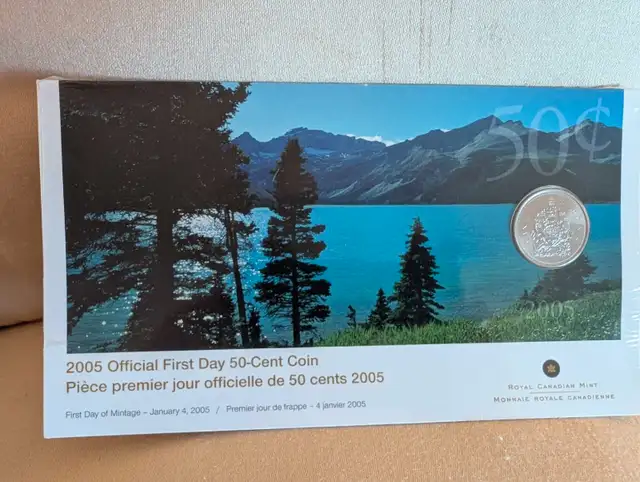 50¢
2005
2005 Official First Day 50-Cent Coin
Pièce premier jour officielle de 50 cents 2005
First Day of Mintage – January 4, 2005 / Premier jour de frappe – 4 janvier 2005
Royal Canadian Mint
Monnaie royale canadienne